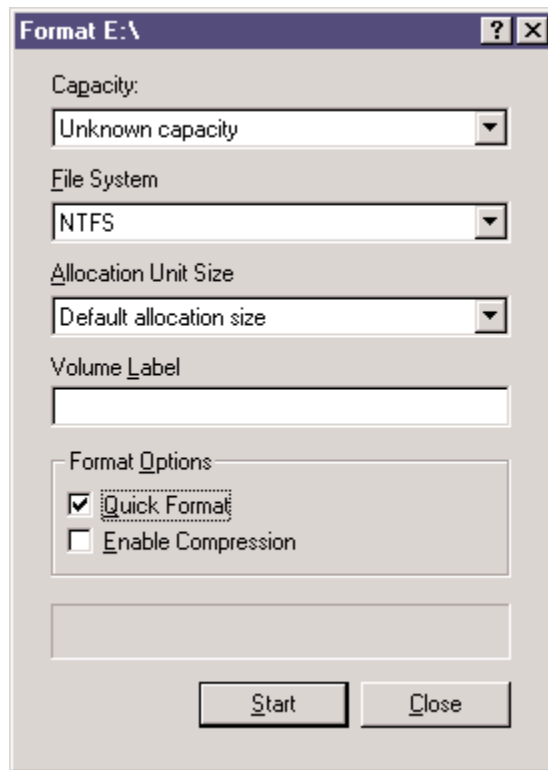 Format E:\
?
Capacity:
Unknown capacity
File System
NTFS
Allocation Unit Size
Default allocation size
Volume Label
Format Options
Quick Format
Enable Compression
Start
Close